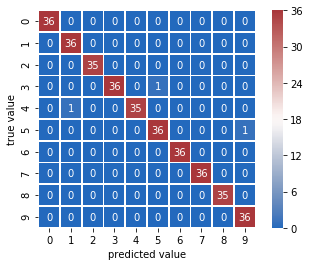 0 36 0 0 0 0 0 0 0 0 0
1 0 36 0 0 0 0 0 0 0 0
2 0 0 35 0 0 0 0 0 0 0
3 0 0 0 36 0 1 0 0 0 0
4 0 1 0 0 35 0 0 0 0 0
5 0 0 0 0 0 36 0 0 0 1
6 0 0 0 0 0 0 36 0 0 0
7 0 0 0 0 0 0 0 36 0 0
8 0 0 0 0 0 0 0 0 35 0
9 0 0 0 0 0 0 0 0 0 36
0 1 2 3 4 5 6 7 8 9
predicted value
true value
36
30
24
18
12
6
0